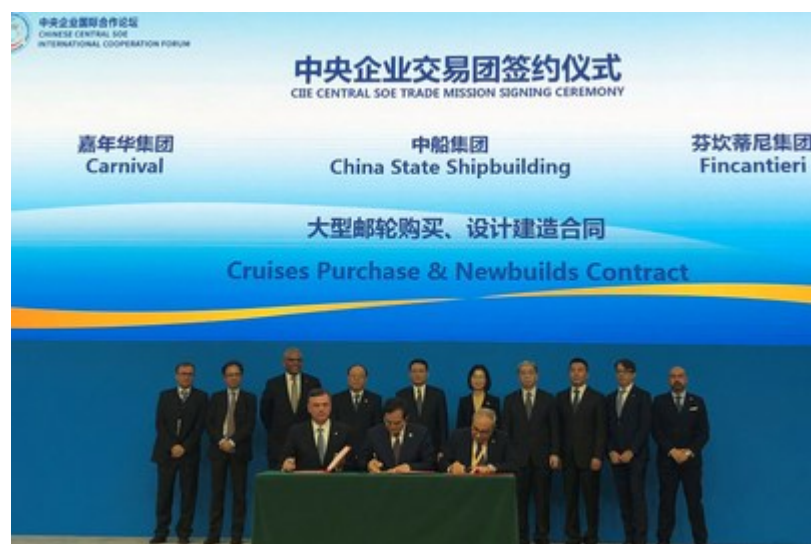 中央企业国际合作论坛
CHINESE CENTRAL SOE
INTERNATIONAL COOPERATION FORUM
中央企业交易团签约仪式
CIIE CENTRAL SOE TRADE MISSION SIGNING CEREMONY
嘉年华集团
Carnival
中船集团
China State Shipbuilding
芬坎蒂尼集团
Fincantieri
大型邮轮购买、设计建造合同
Cruises Purchase & Newbuilds Contract